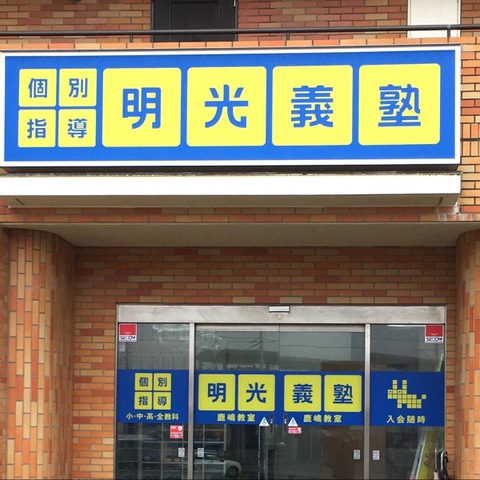 個別
指導
明光義塾
個別
指導
小・中・高・全教科
明光義塾
鹿嶋教室
鹿嶋教室
入会随時